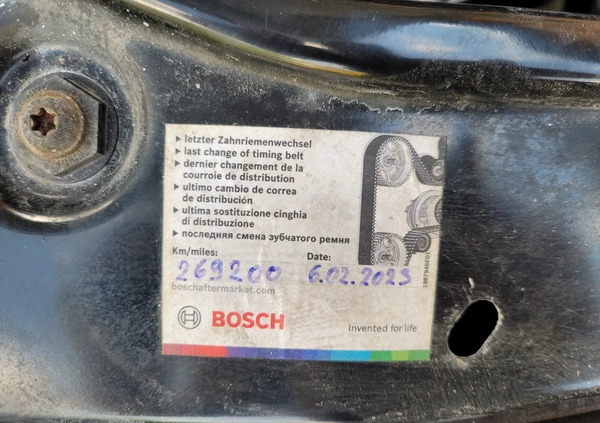 ▸ letzter Zahnriemenwechsel
▸ last change of timing belt
▸ dernier changement de la
courroie de distribution
▸ ultimo cambio de correa
de distribución
▸ ultima sostituzione cinghia
di distribuzione
▸ последняя смена зубчатого ремня
Km/miles: Date:
269200 6.02.2023
boschaftermarket.com
BOSCH
Invented for life